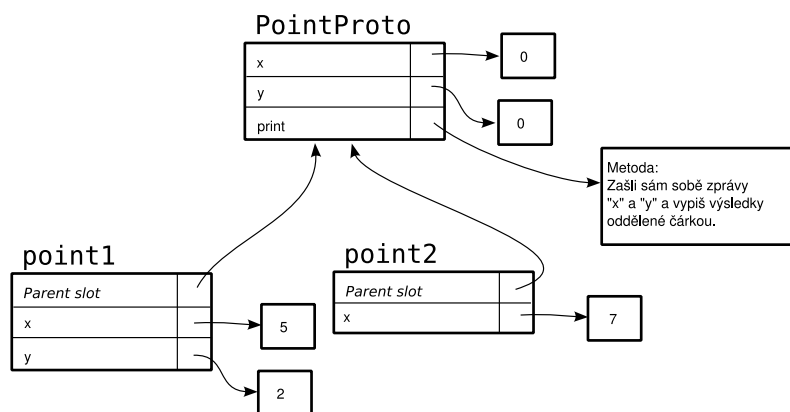 PointProto
x
0
y
0
print
Metoda:
Zašli sám sobě zprávy
"x" a "y" a vypiš výsledky
oddělené čárkou.
point1
Parent slot
x
5
y
2
point2
Parent slot
x
7